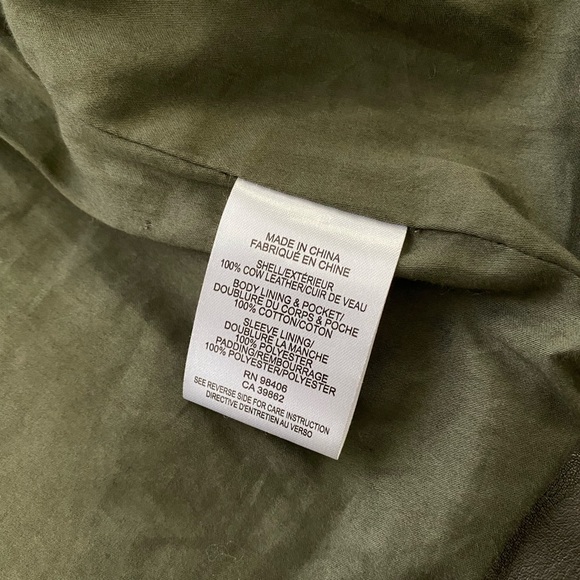 MADE IN CHINA
FABRIQUÉ EN CHINE
SHELL/EXTÉRIEUR
100% COW LEATHER/CUIR DE VEAU
BODY LINING & POCKET/
DOUBLURE DU CORPS & POCHE
100% COTTON/COTON
SLEEVE LINING/
DOUBLURE LA MANCHE
100% POLYESTER
PADDING/REMBOURRAGE
100% POLYESTER/POLYESTER
RN 98406
CA 39862
SEE REVERSE SIDE FOR CARE INSTRUCTION
DIRECTIVE D'ENTRETIEN AU VERSO